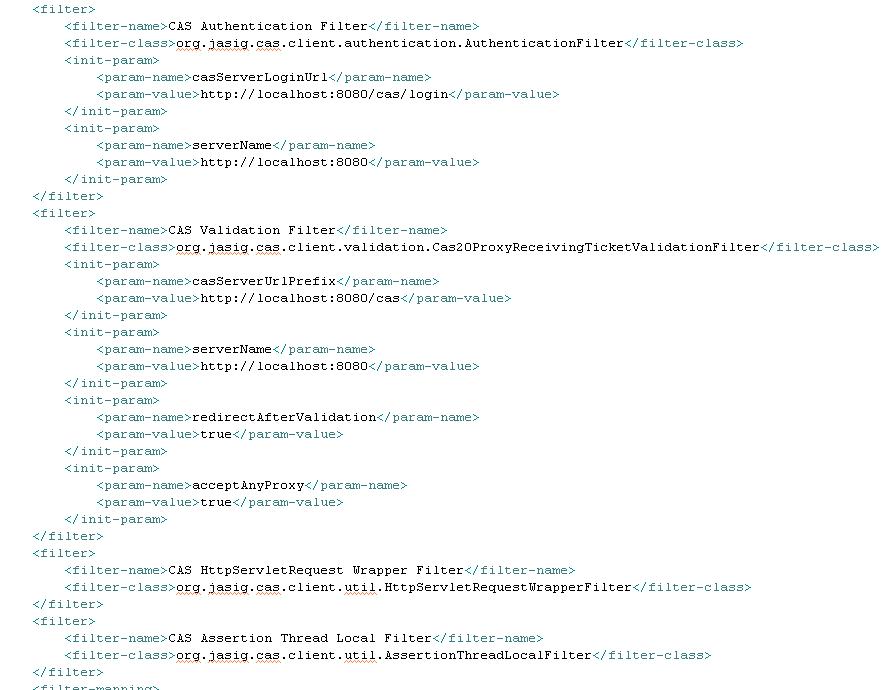 <filter>
<filter-name>CAS Authentication Filter</filter-name>
<filter-class>org.jasig.cas.client.authentication.AuthenticationFilter</filter-class>
<init-param>
<param-name>casServerLoginUrl</param-name>
<param-value>http://localhost:8080/cas/login</param-value>
</init-param>
<init-param>
<param-name>serverName</param-name>
<param-value>http://localhost:8080</param-value>
</init-param>
</filter>
<filter>
<filter-name>CAS Validation Filter</filter-name>
<filter-class>org.jasig.cas.client.validation.Cas20ProxyReceivingTicketValidationFilter</filter-class>
<init-param>
<param-name>casServerUrlPrefix</param-name>
<param-value>http://localhost:8080/cas</param-value>
</init-param>
<init-param>
<param-name>serverName</param-name>
<param-value>http://localhost:8080</param-value>
</init-param>
<init-param>
<param-name>redirectAfterValidation</param-name>
<param-value>true</param-value>
</init-param>
<init-param>
<param-name>acceptAnyProxy</param-name>
<param-value>true</param-value>
</init-param>
</filter>
<filter>
<filter-name>CAS HttpServletRequest Wrapper Filter</filter-name>
<filter-class>org.jasig.cas.client.util.HttpServletRequestWrapperFilter</filter-class>
</filter>
<filter>
<filter-name>CAS Assertion Thread Local Filter</filter-name>
<filter-class>org.jasig.cas.client.util.AssertionThreadLocalFilter</filter-class>
</filter>
<filter-mapping>